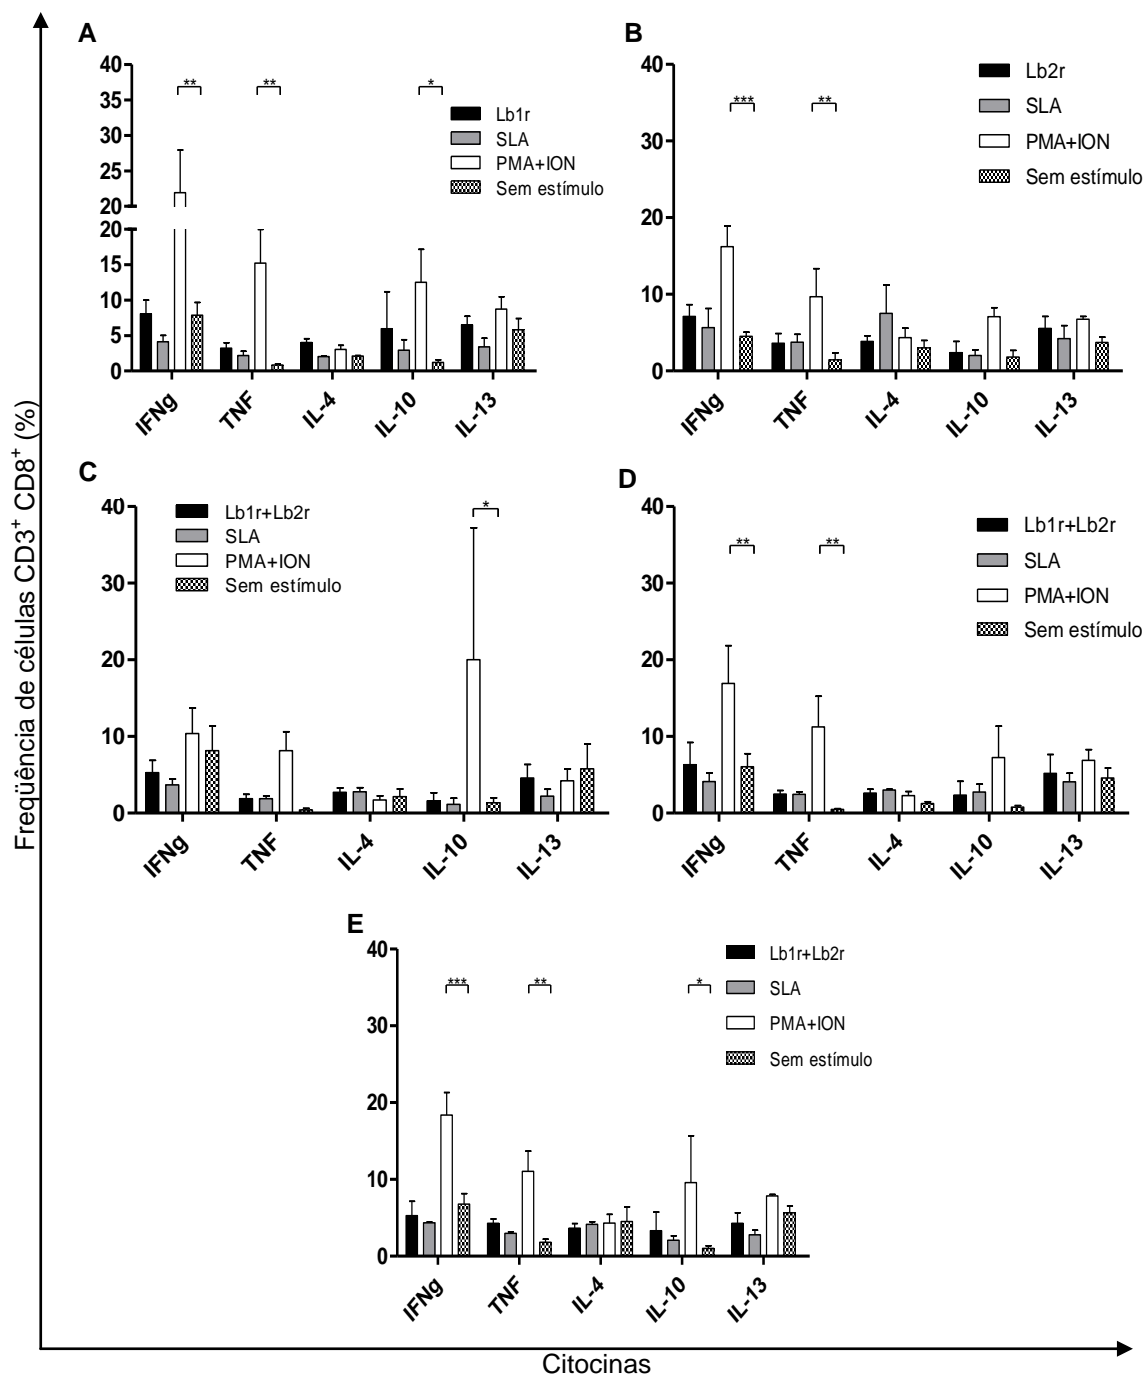 A
40
35
30
25
20
20
15
10
5
0
** ** *
Lb1r
SLA
PMA+ION
Sem estímulo
IFNg TNF IL-4 IL-10 IL-13
B
40
30
20
10
0
*** **
Lb2r
SLA
PMA+ION
Sem estímulo
IFNg TNF IL-4 IL-10 IL-13
Freqüência de células CD3+ CD8+ (%)
C
40
30
20
10
0
*
Lb1r+Lb2r
SLA
PMA+ION
Sem estímulo
IFNg TNF IL-4 IL-10 IL-13
D
40
30
20
10
0
** **
Lb1r+Lb2r
SLA
PMA+ION
Sem estímulo
IFNg TNF IL-4 IL-10 IL-13
E
40
30
20
10
0
*** ** *
Lb1r+Lb2r
SLA
PMA+ION
Sem estímulo
IFNg TNF IL-4 IL-10 IL-13
Citocinas